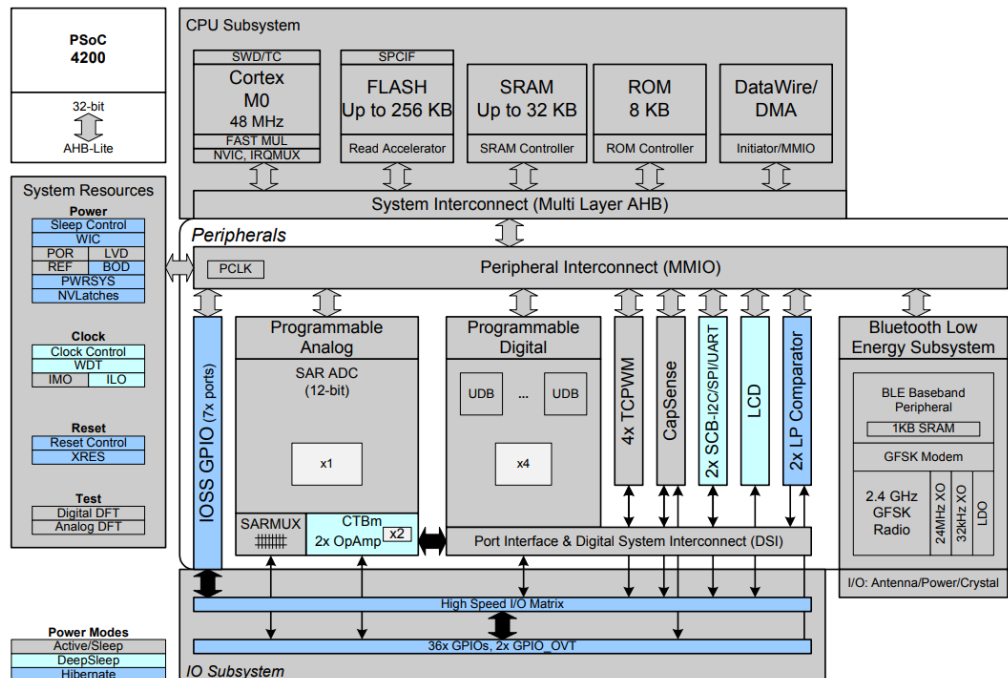 PSoC
4200
32-bit
AHB-Lite
CPU Subsystem
SWD/TC
Cortex
M0
48 MHz
FAST MUL
NVIC, IRQMUX
SPCIF
FLASH
Up to 256 KB
Read Accelerator
SRAM
Up to 32 KB
SRAM Controller
ROM
8 KB
ROM Controller
DataWire/
DMA
Initiator/MMIO
System Interconnect (Multi Layer AHB)
System Resources
Power
Sleep Control
WIC
POR
LVD
REF
BOD
PWRSYS
NVLatches
Clock
Clock Control
WDT
IMO
ILO
Reset
Reset Control
XRES
Test
Digital DFT
Analog DFT
Peripherals
PCLK
Peripheral Interconnect (MMIO)
IOSS GPIO (7x ports)
Programmable
Analog
SAR ADC
(12-bit)
x1
SARMUX
CTBm
2x OpAmp
x2
Programmable
Digital
UDB
...
UDB
x4
4x TCPWM
CapSense
2x SCB-I2C/SPI/UART
LCD
2x LP Comparator
Port Interface & Digital System Interconnect (DSI)
Bluetooth Low
Energy Subsystem
BLE Baseband
Peripheral
1KB SRAM
GFSK Modem
2.4 GHz
GFSK
Radio
24MHz XO
32kHz XO
LDO
I/O: Antenna/Power/Crystal
High Speed I/O Matrix
36x GPIOs, 2x GPIO_OVT
IO Subsystem
Power Modes
Active/Sleep
DeepSleep
Hibernate